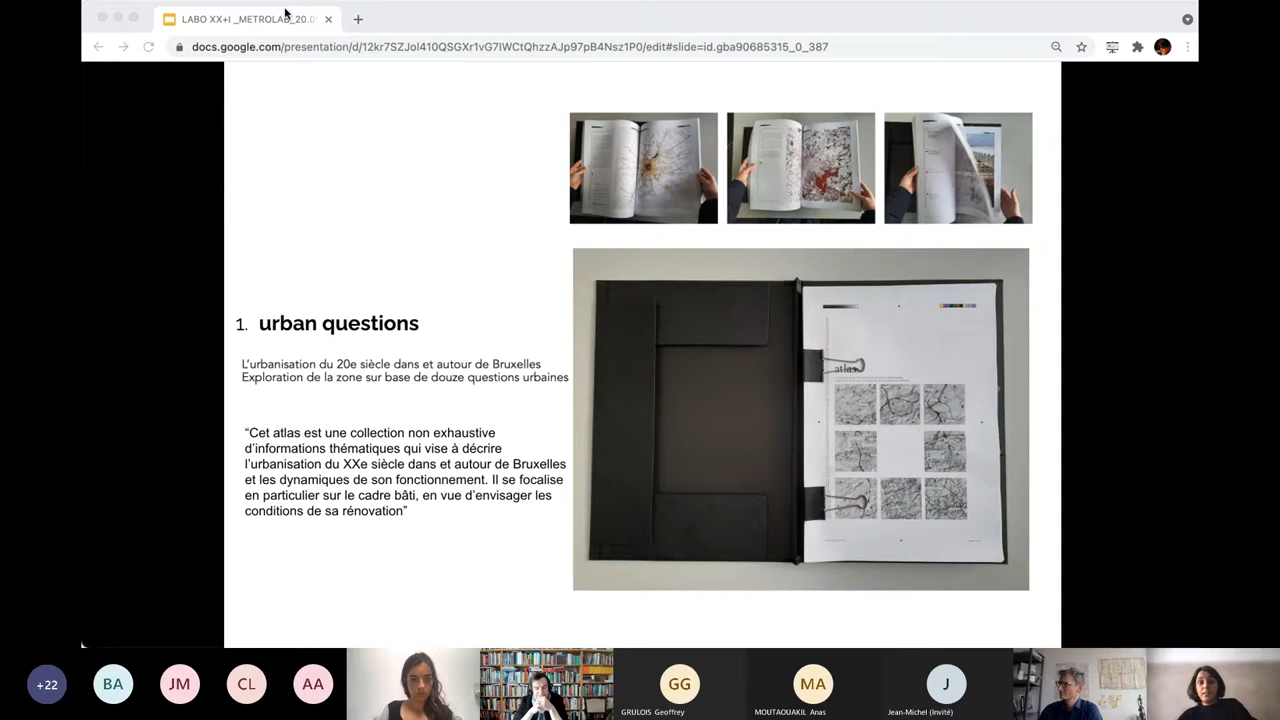 LABO XX+I _METROLAB_20.0
docs.google.com/presentation/d/12kr7SZJoI410QSGXr1vG7IWCtQhzzAJp97pB4Nsz1P0/edit#slide=id.gba90685315_0_387
1. urban questions
L'urbanisation du 20e siècle dans et autour de Bruxelles
Exploration de la zone sur base de douze questions urbaines
“Cet atlas est une collection non exhaustive
d'informations thématiques qui vise à décrire
l'urbanisation du XXe siècle dans et autour de Bruxelles
et les dynamiques de son fonctionnement. Il se focalise
en particulier sur le cadre bâti, en vue d'envisager les
conditions de sa rénovation”
atlas
+22
BA
JM
CL
AA
GG
GRULOIS Geoffrey
MA
MOUTAOUAKIL Anas
J
Jean-Michel (Invité)